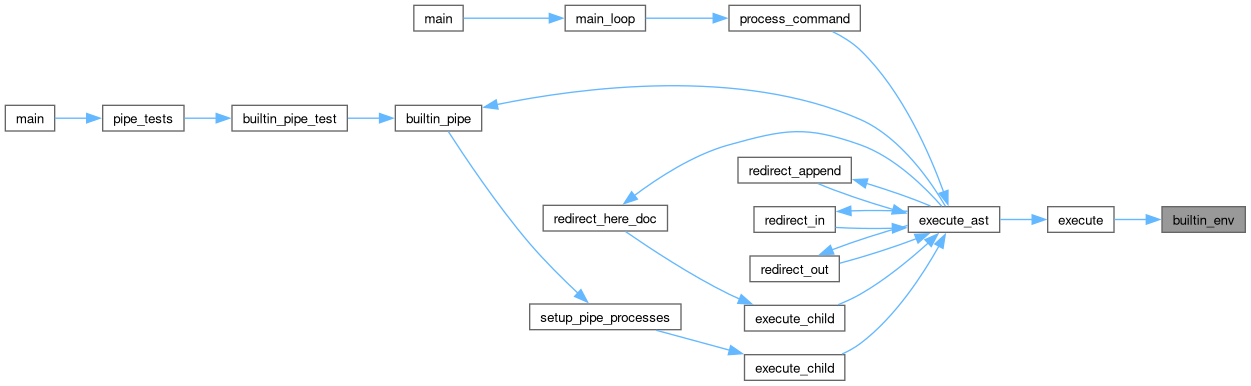 main
main_loop
process_command
main
pipe_tests
builtin_pipe_test
builtin_pipe
redirect_append
redirect_here_doc
redirect_in
execute_ast
execute
builtin_env
redirect_out
setup_pipe_processes
execute_child
execute_child